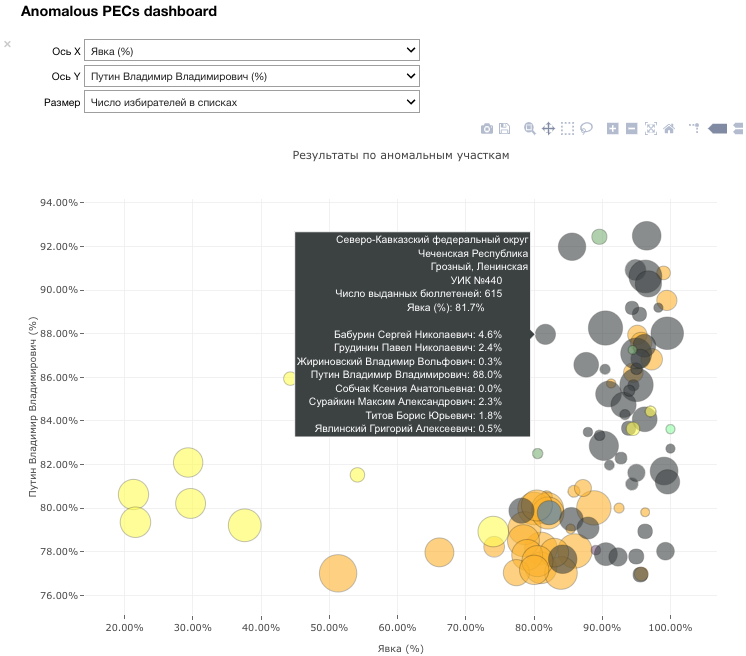 Anomalous PECs dashboard
Ось X
Явка (%)
Ось Y
Путин Владимир Владимирович (%)
Размер
Число избирателей в списках
Результаты по аномальным участкам
94.00%
92.00%
90.00%
88.00%
86.00%
84.00%
82.00%
80.00%
78.00%
76.00%
Путин Владимир Владимирович (%)
Северо-Кавказский федеральный округ
Чеченская Республика
Грозный, Ленинская
УИК №440
Число выданных бюллетеней: 615
Явка (%): 81.7%
Бабурин Сергей Николаевич: 4.6%
Грудинин Павел Николаевич: 2.4%
Жириновский Владимир Вольфович: 0.3%
Путин Владимир Владимирович: 88.0%
Собчак Ксения Анатольевна: 0.0%
Сурайкин Максим Александрович: 2.3%
Титов Борис Юрьевич: 1.8%
Явлинский Григорий Алексеевич: 0.5%
20.00%
30.00%
40.00%
50.00%
60.00%
70.00%
80.00%
90.00%
100.00%
Явка (%)